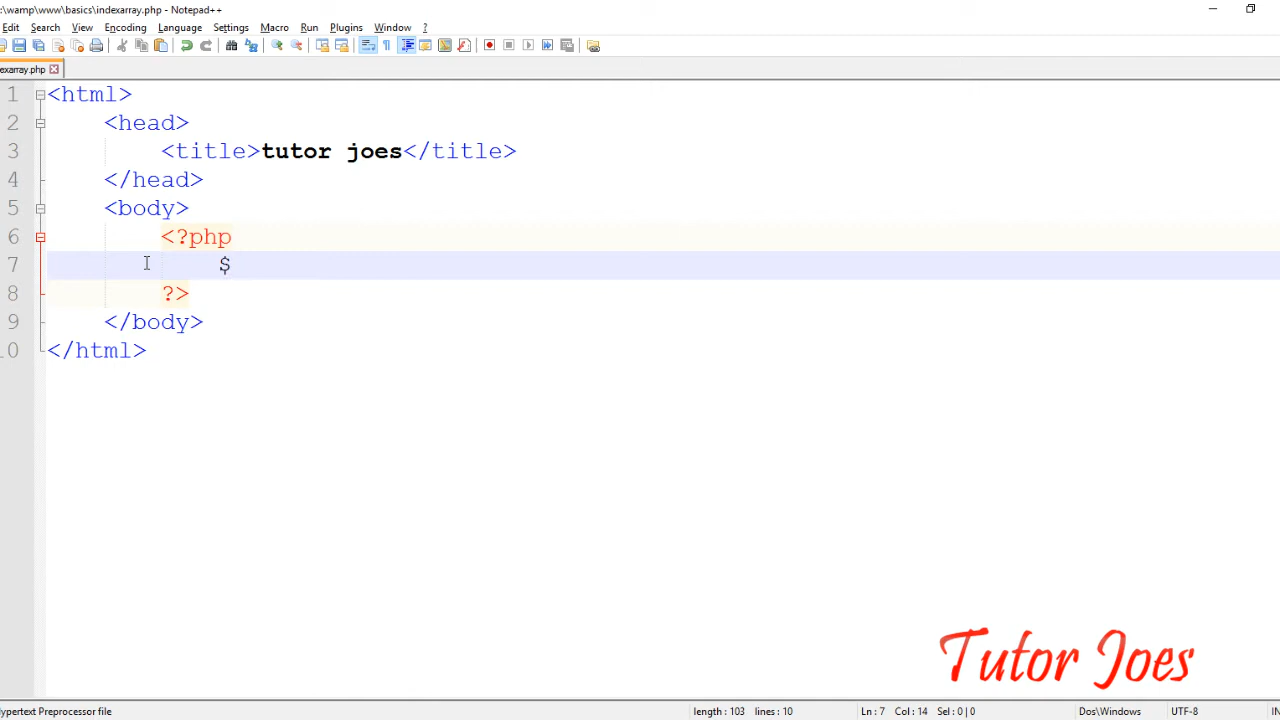 :\wamp\www\basics\indexarray.php - Notepad++
Edit Search View Encoding Language Settings Macro Run Plugins Window ?
exarray.php
1 <html>
2 <head>
3 <title>tutor joes</title>
4 </head>
5 <body>
6 <?php
7 $
8 ?>
9 </body>
10 </html>
Tutor Joes
ypertext Preprocessor file length : 103 lines : 10 Ln : 7 Col : 14 Sel : 0 | 0 Dos\Windows UTF-8 IN